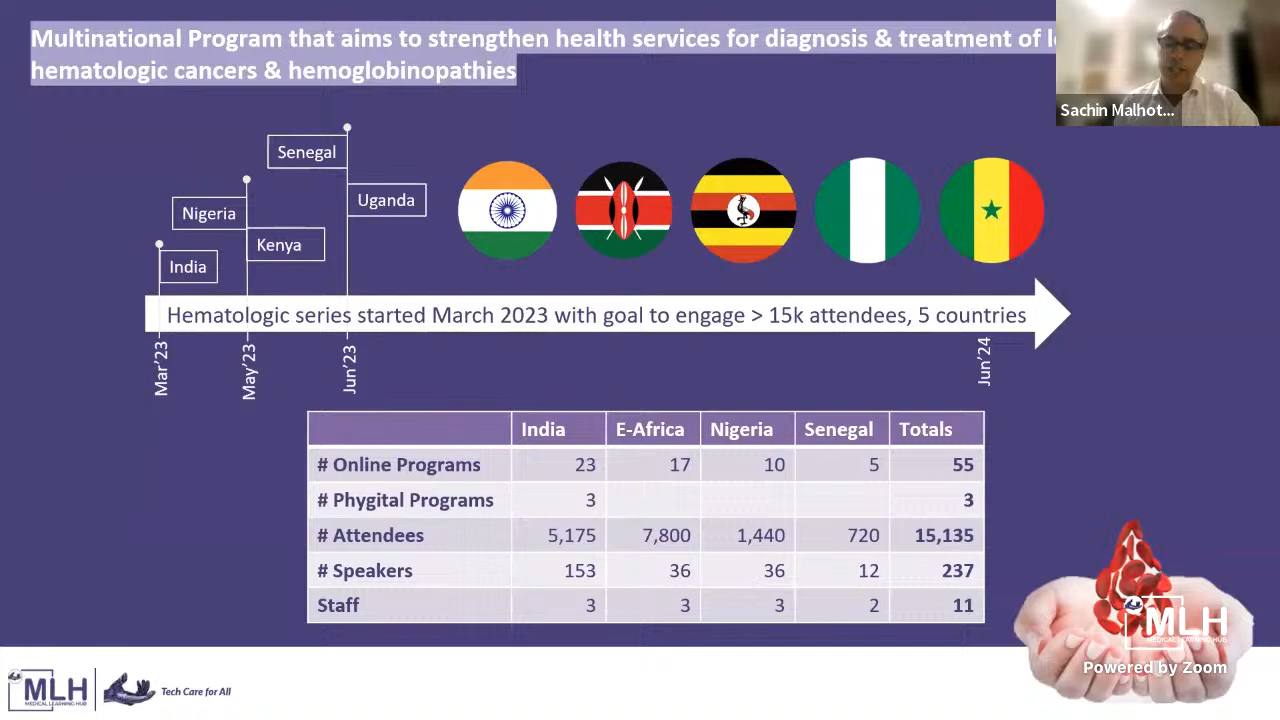 Multinational Program that aims to strengthen health services for diagnosis & treatment of
hematologic cancers & hemoglobinopathies
Sachin Malhot...
Senegal
Uganda
Nigeria
Kenya
India
Hematologic series started March 2023 with goal to engage > 15k attendees, 5 countries
Mar'23
May'23
Jun'23
Jun'24
India E-Africa Nigeria Senegal Totals
# Online Programs 23 17 10 5 55
# Phygital Programs 3 3
# Attendees 5,175 7,800 1,440 720 15,135
# Speakers 153 36 36 12 237
Staff 3 3 3 2 11
MLH
MEDICAL LEARNING HUB
Powered by Zoom
MLH
MEDICAL LEARNING HUB
Tech Care for All